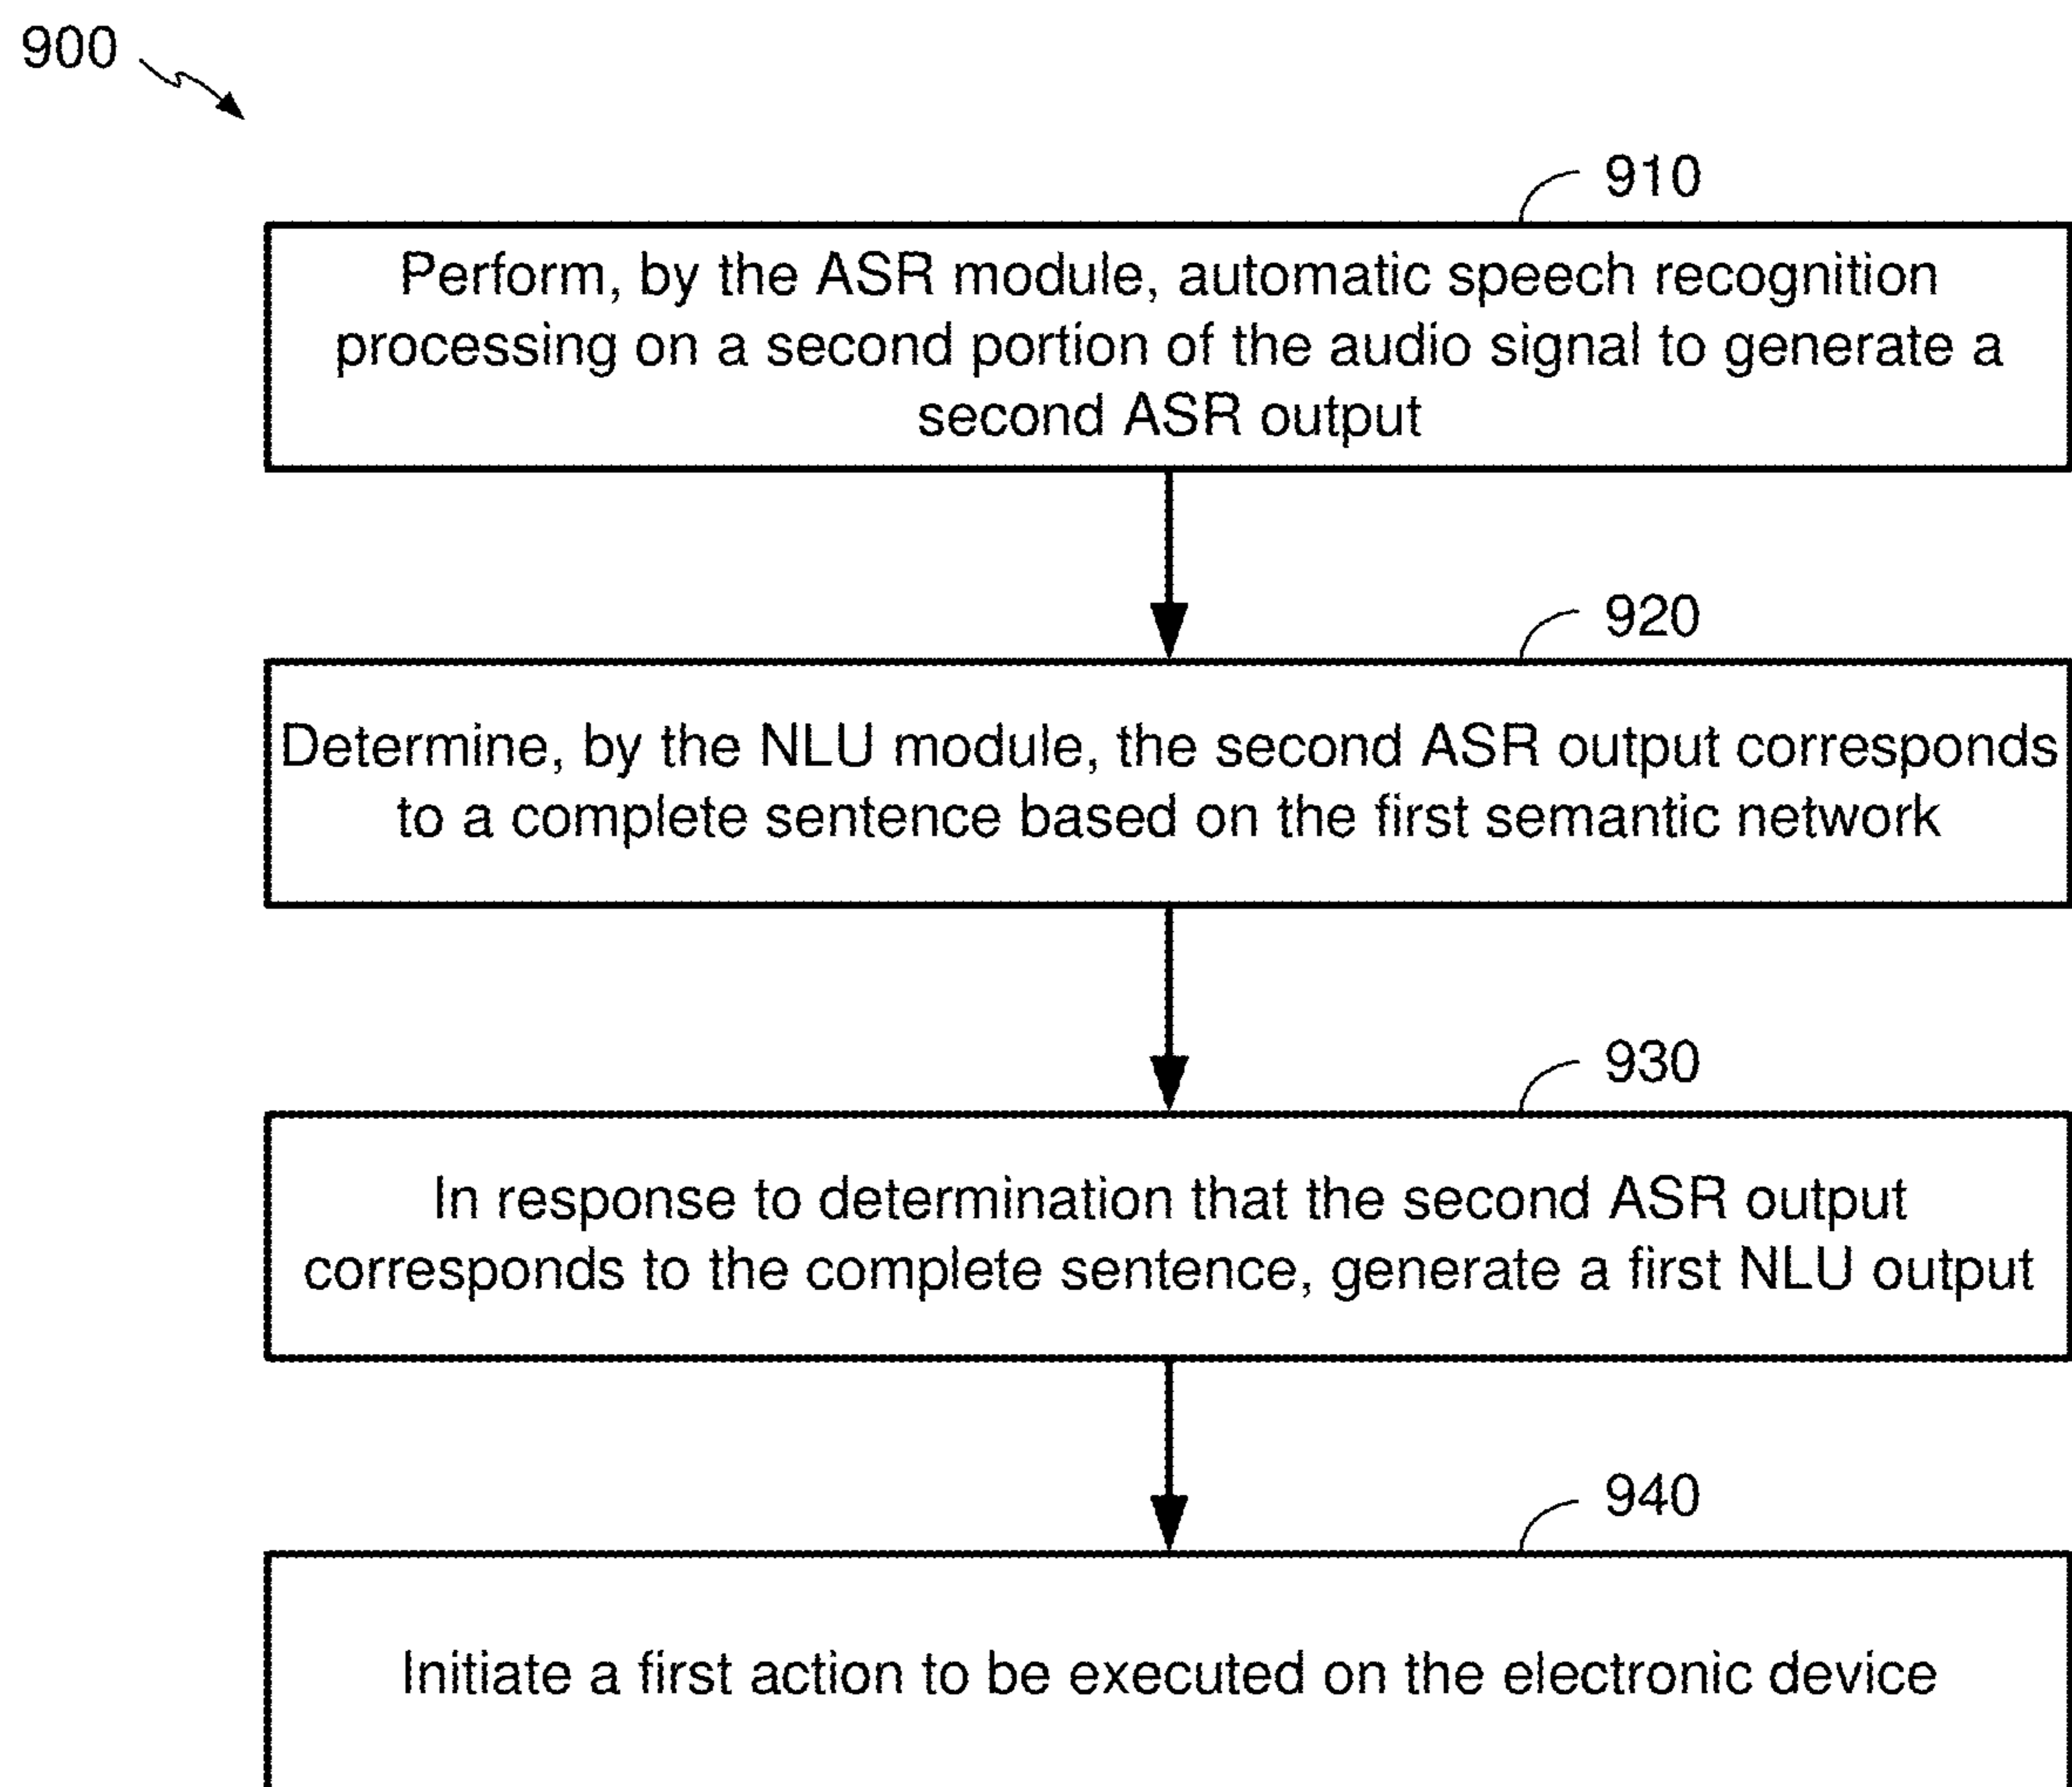 900
910
Perform, by the ASR module, automatic speech recognition
processing on a second portion of the audio signal to generate a
second ASR output
920
Determine, by the NLU module, the second ASR output corresponds
to a complete sentence based on the first semantic network
930
In response to determination that the second ASR output
corresponds to the complete sentence, generate a first NLU output
940
Initiate a first action to be executed on the electronic device